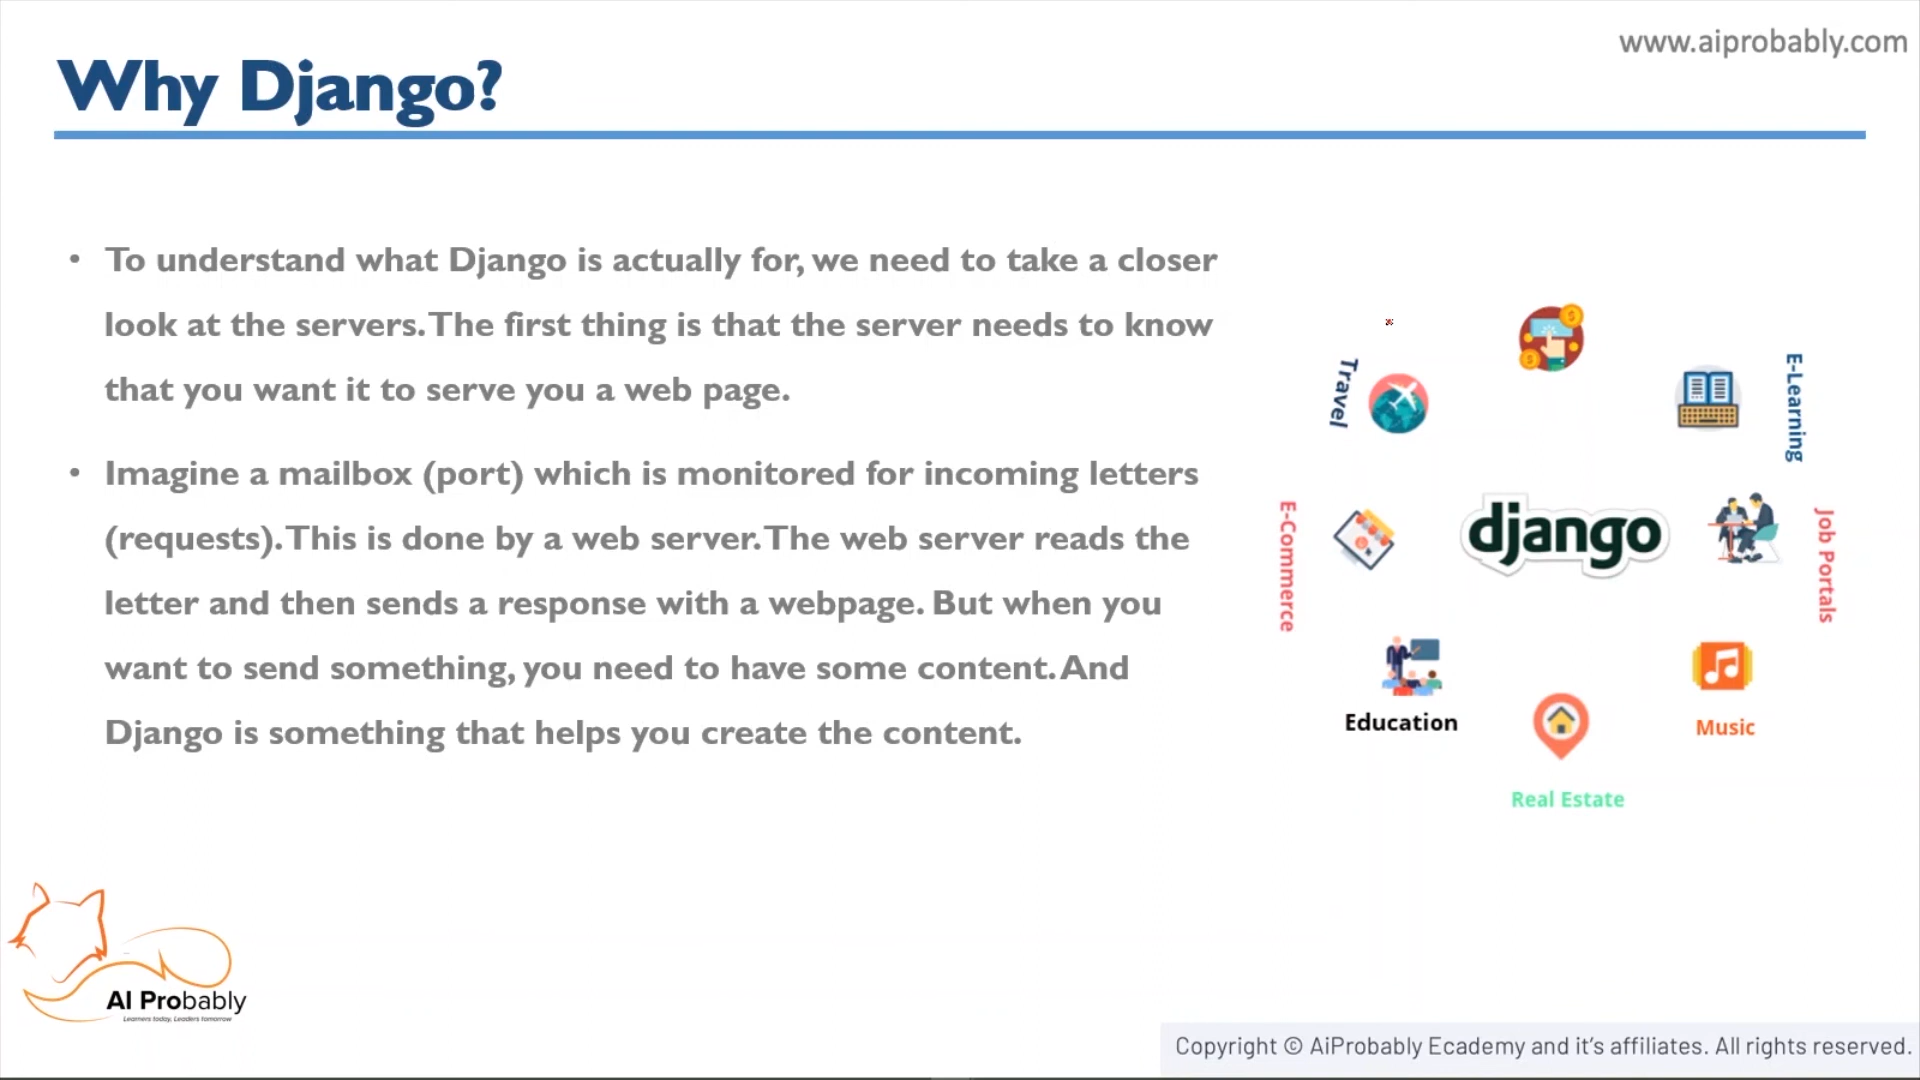 www.aiprobably.com
Why Django?
• To understand what Django is actually for, we need to take a closer
look at the servers. The first thing is that the server needs to know
that you want it to serve you a web page.
• Imagine a mailbox (port) which is monitored for incoming letters
(requests). This is done by a web server. The web server reads the
letter and then sends a response with a webpage. But when you
want to send something, you need to have some content. And
Django is something that helps you create the content.
Travel
E-Learning
E-Commerce
django
Job Portals
Education
Music
Real Estate
AI Probably
Learners today, Leaders tomorrow
Copyright © AiProbably Ecademy and it's affiliates. All rights reserved.